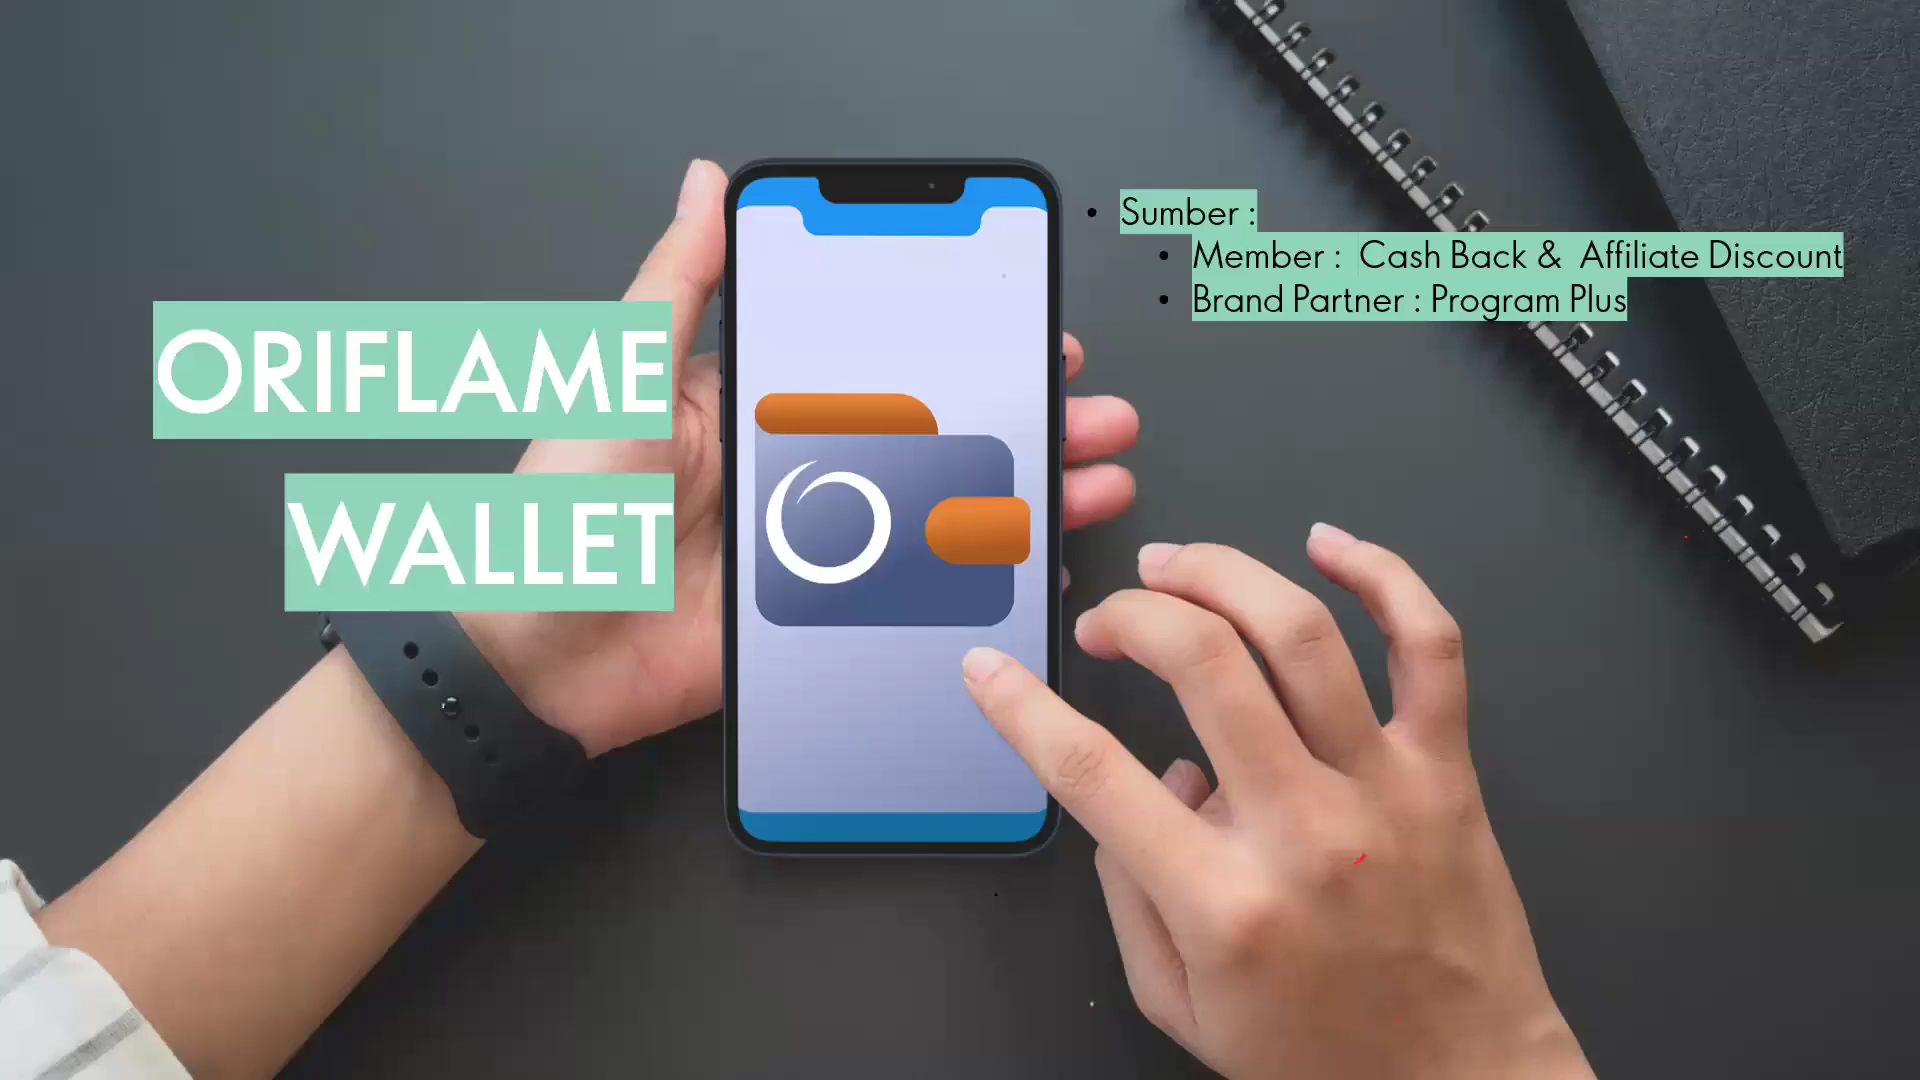 ORIFLAME
WALLET
• Sumber :
• Member : Cash Back & Affiliate Discount
• Brand Partner : Program Plus